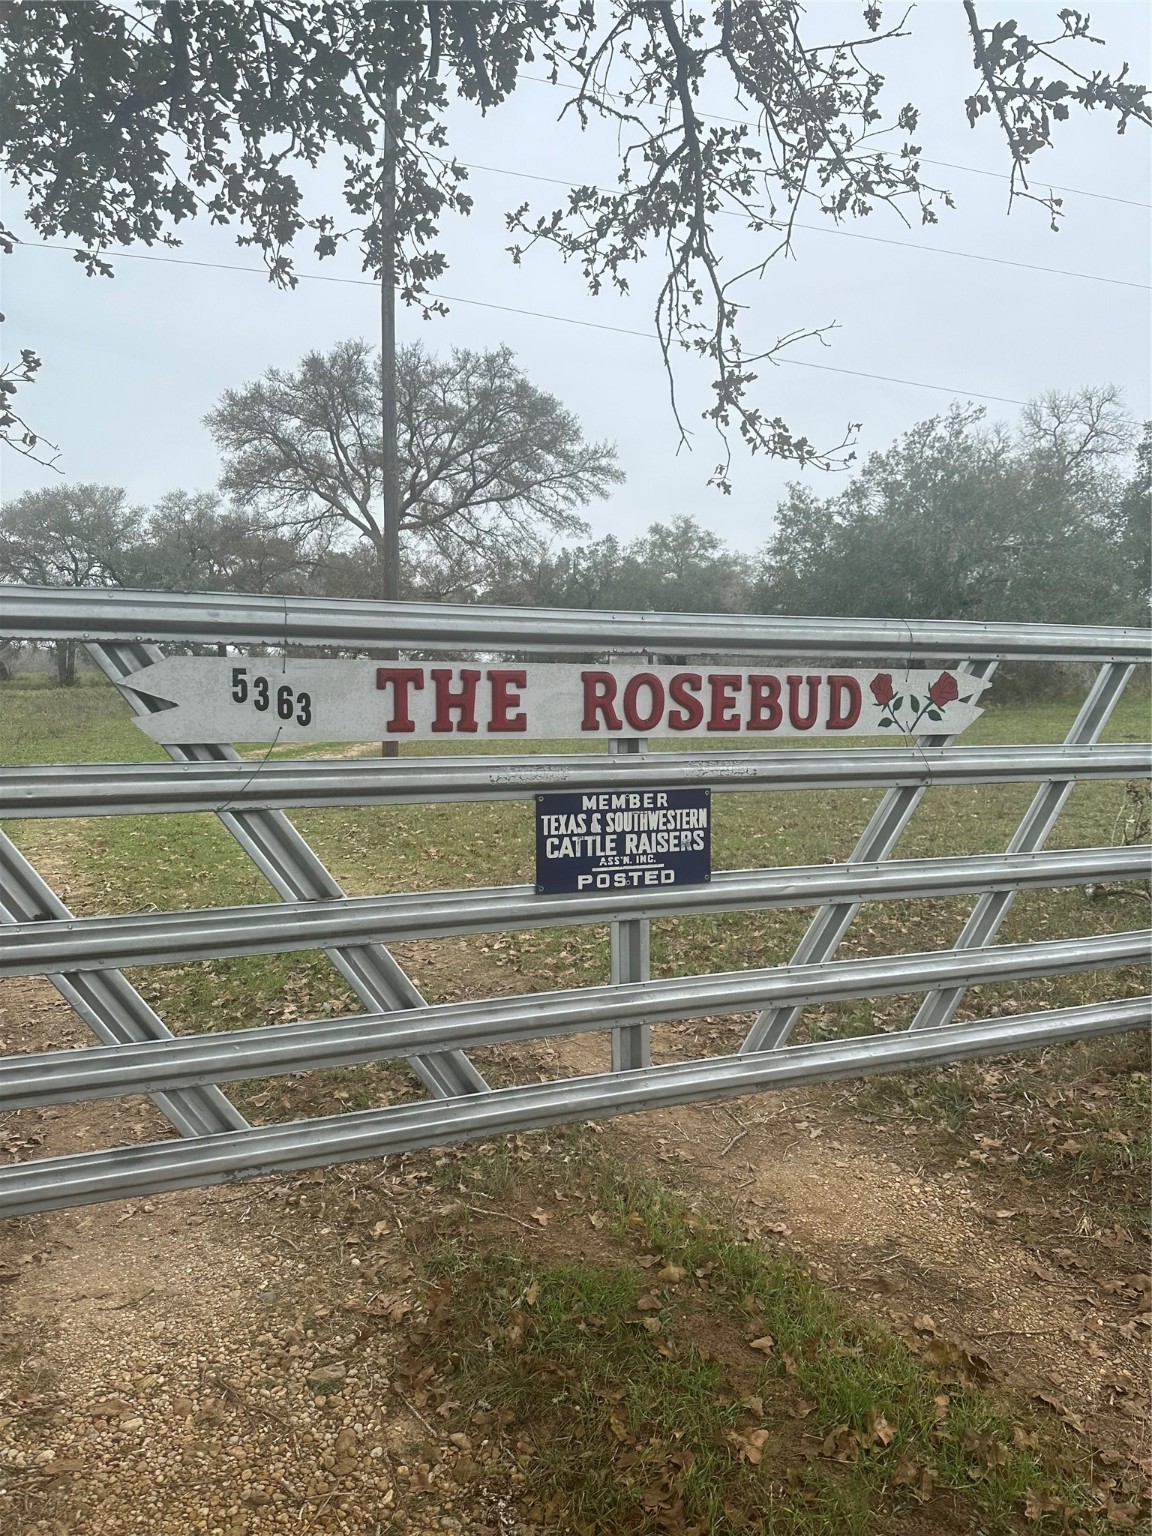 5363 THE ROSEBUD
MEMBER
TEXAS & SOUTHWESTERN
CATTLE RAISERS
ASS'N. INC.
POSTED